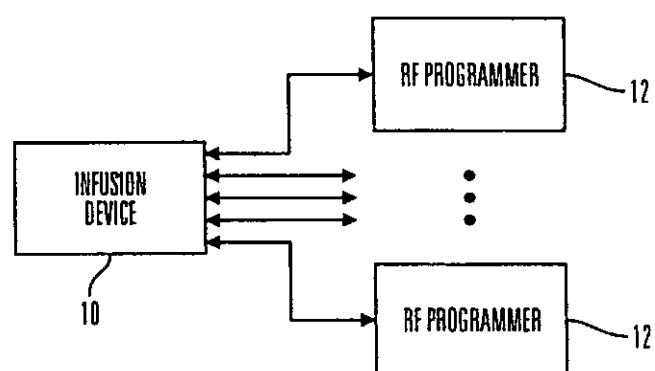 RF PROGRAMMER
12
INFUSION
DEVICE
10
RF PROGRAMMER
12